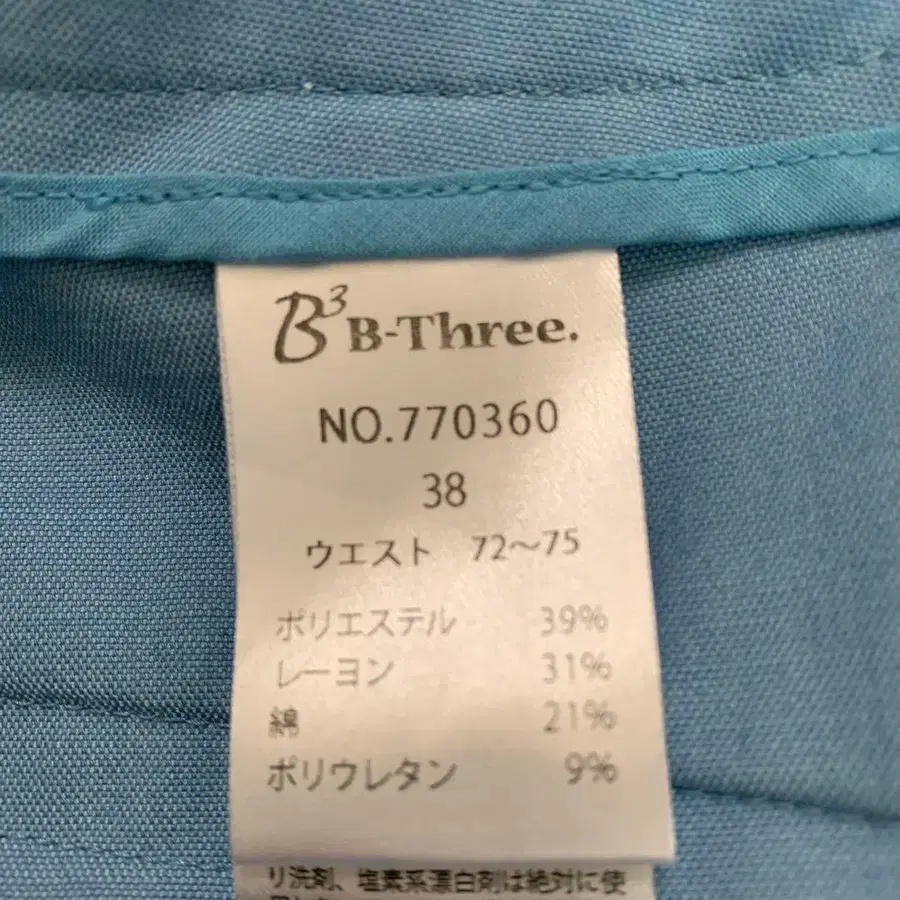 B³ B-Three.
NO.770360
38
ウエスト 72〜75
ポリエステル 39%
レーヨン 31%
綿 21%
ポリウレタン 9%
リ洗剤、塩素系漂白剤は絶対に使